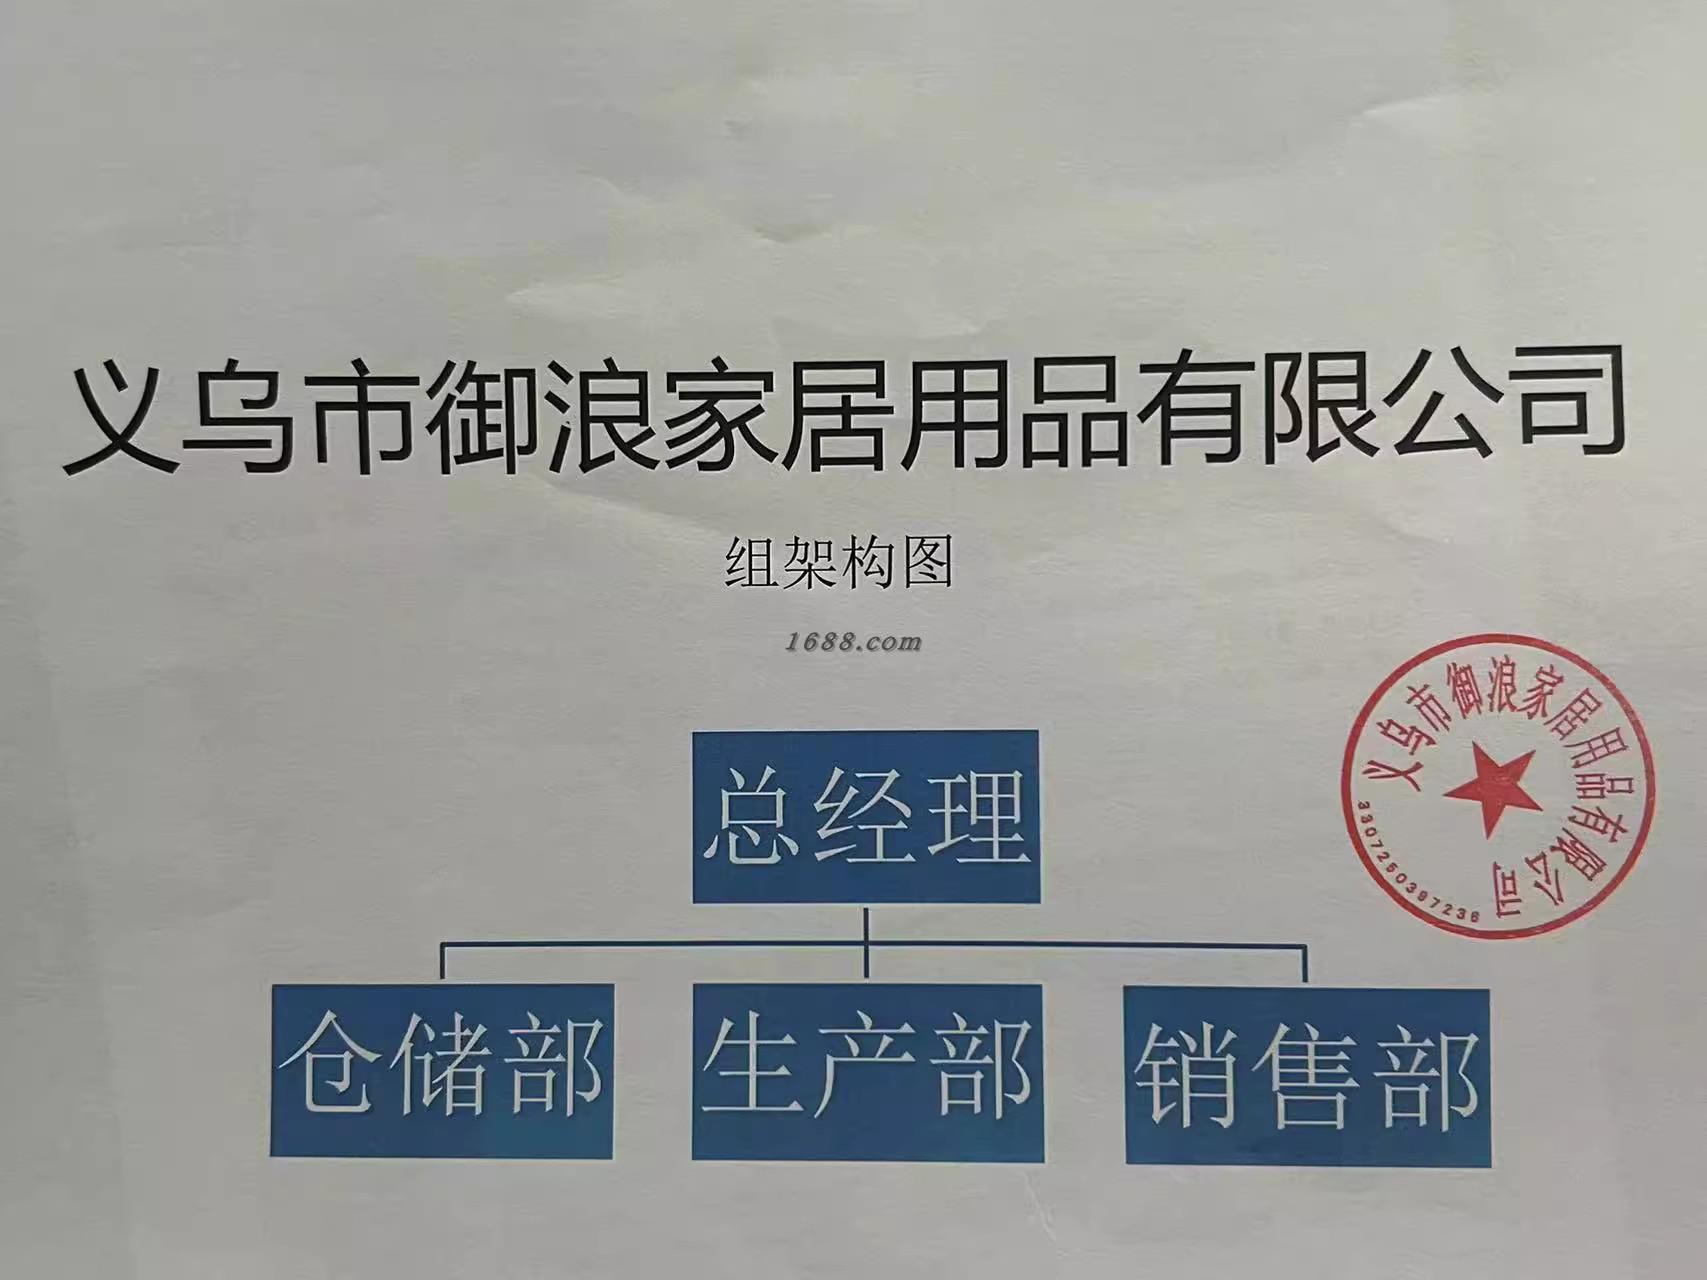 义乌市御浪家居用品有限公司
组架构图
1688.com
义乌市御浪家居用品有限公司
3307250397236
总经理
仓储部 生产部 销售部